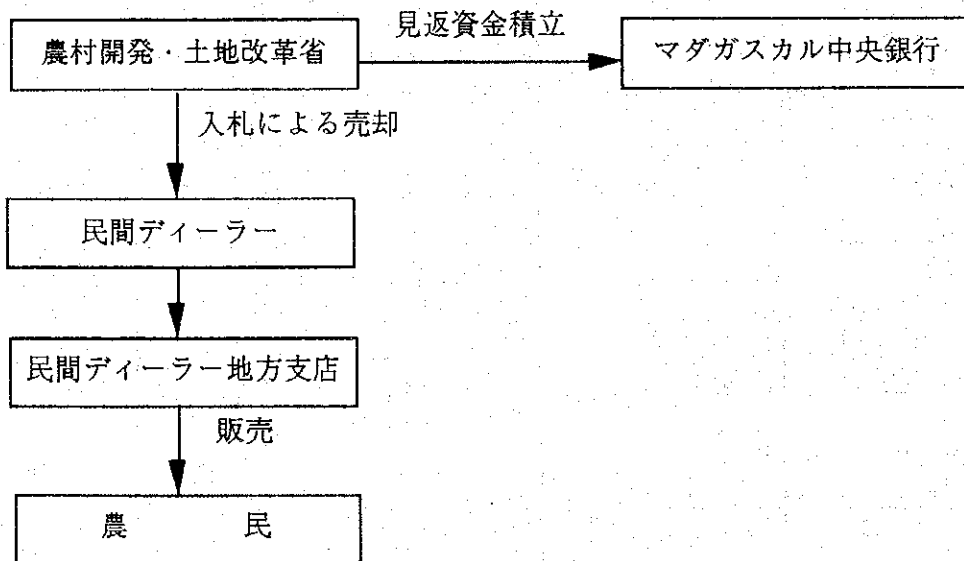 見返資金積立
農村開発・土地改革省
マダガスカル中央銀行
入札による売却
民間ディーラー
民間ディーラー地方支店
販売
農 民